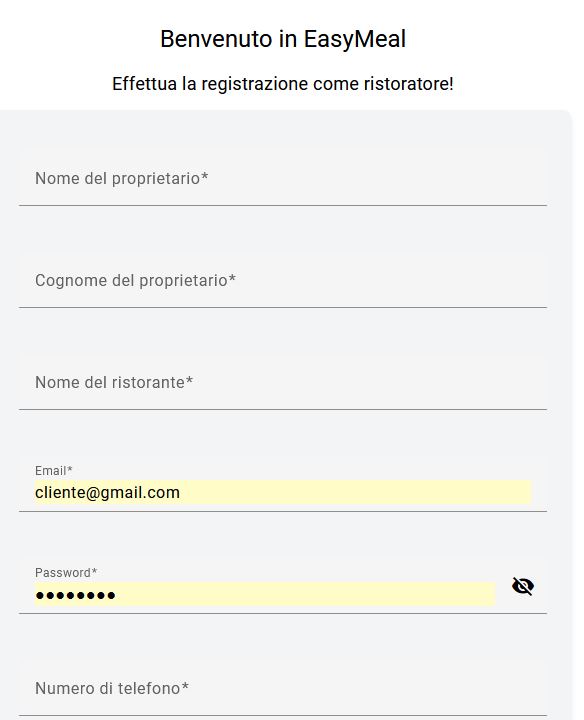 Benvenuto in EasyMeal
Effettua la registrazione come ristoratore!
Nome del proprietario*
Cognome del proprietario*
Nome del ristorante*
Email*
cliente@gmail.com
Password*
••••••••
Numero di telefono*